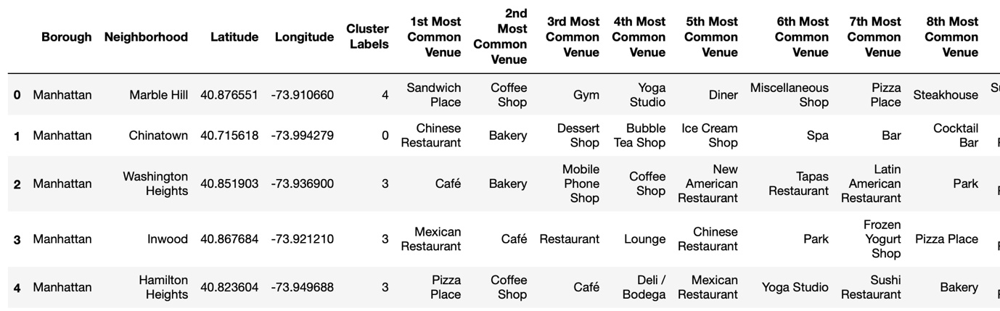 Borough Neighborhood Latitude Longitude Cluster Labels 1st Most Common Venue 2nd Most Common Venue 3rd Most Common Venue 4th Most Common Venue 5th Most Common Venue 6th Most Common Venue 7th Most Common Venue 8th Most Common Venue
0 Manhattan Marble Hill 40.876551 -73.910660 4 Sandwich Place Coffee Shop Gym Yoga Studio Diner Miscellaneous Shop Pizza Place Steakhouse
1 Manhattan Chinatown 40.715618 -73.994279 0 Chinese Restaurant Bakery Dessert Shop Bubble Tea Shop Ice Cream Shop Spa Bar Cocktail Bar
2 Manhattan Washington Heights 40.851903 -73.936900 3 Café Bakery Mobile Phone Shop Coffee Shop New American Restaurant Tapas Restaurant Latin American Restaurant Park
3 Manhattan Inwood 40.867684 -73.921210 3 Mexican Restaurant Café Restaurant Lounge Chinese Restaurant Park Frozen Yogurt Shop Pizza Place
4 Manhattan Hamilton Heights 40.823604 -73.949688 3 Pizza Place Coffee Shop Café Deli / Bodega Mexican Restaurant Yoga Studio Sushi Restaurant Bakery